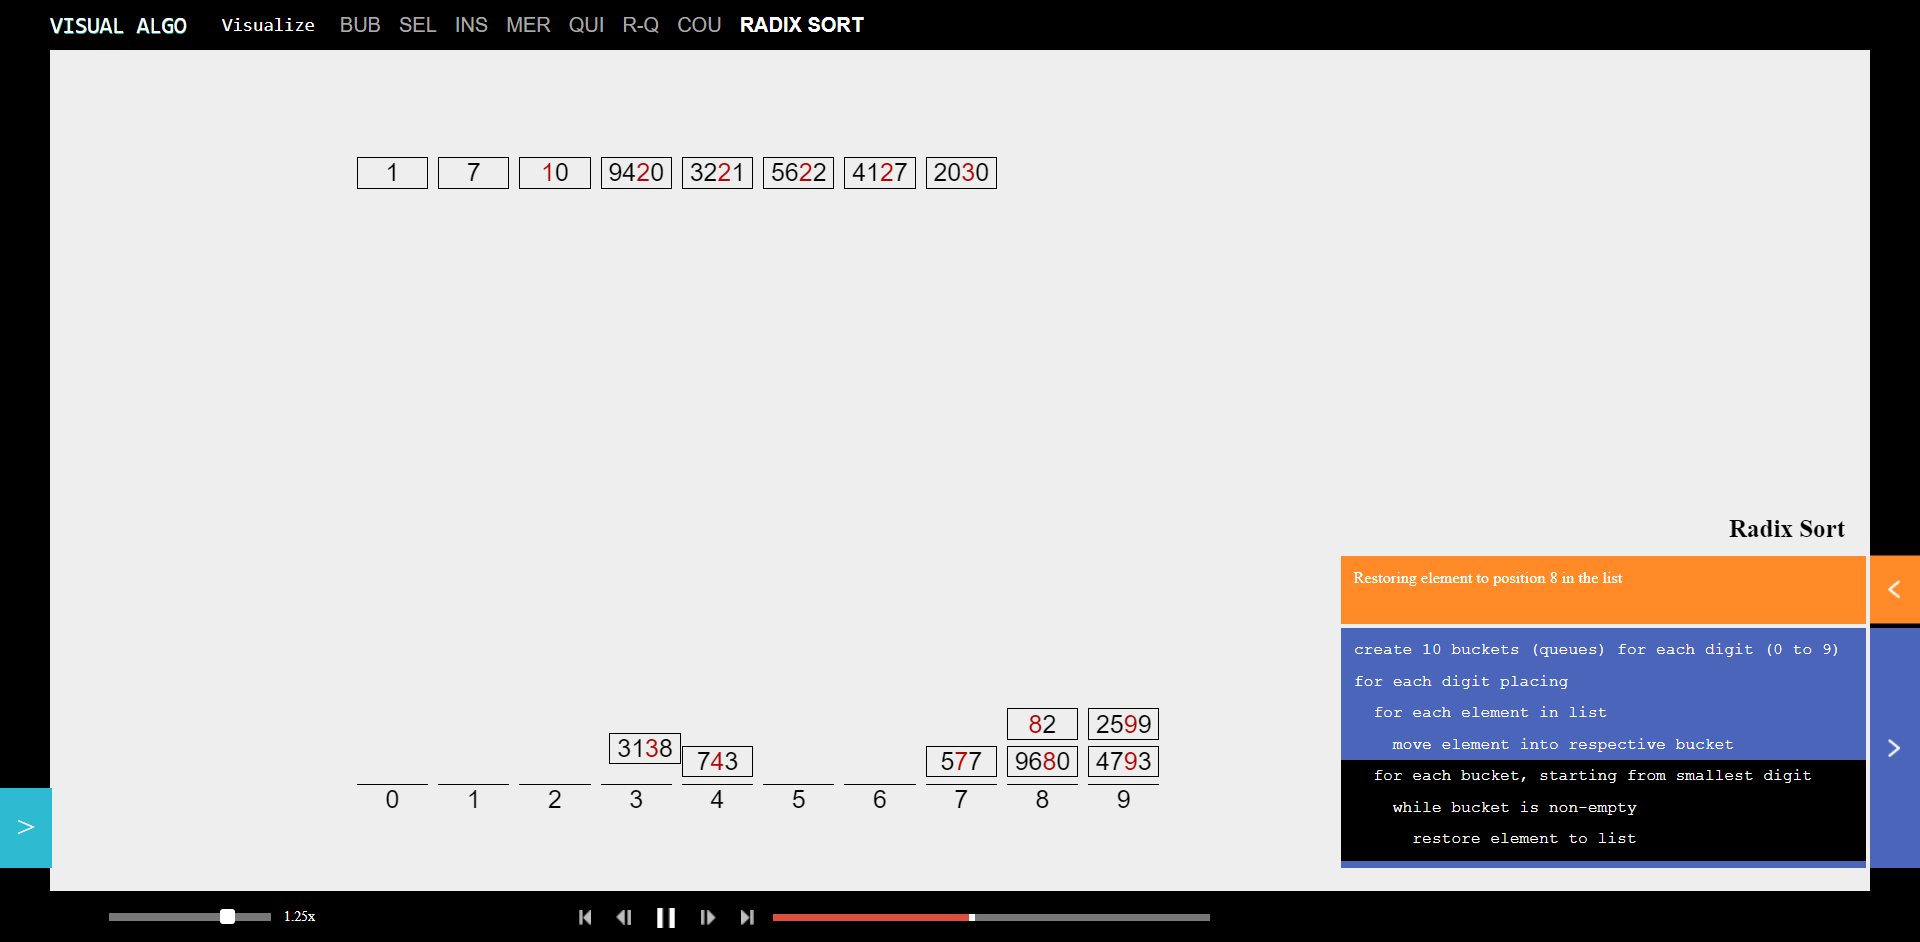 VISUAL ALGO Visualize BUB SEL INS MER QUI R-Q COU RADIX SORT
1 7 10 9420 3221 5622 4127 2030
Radix Sort
Restoring element to position 8 in the list
<
create 10 buckets (queues) for each digit (0 to 9)
for each digit placing
for each element in list
move element into respective bucket
for each bucket, starting from smallest digit
while bucket is non-empty
restore element to list
>
82 2599
3138 743 577 9680 4793
0 1 2 3 4 5 6 7 8 9
>
1.25x